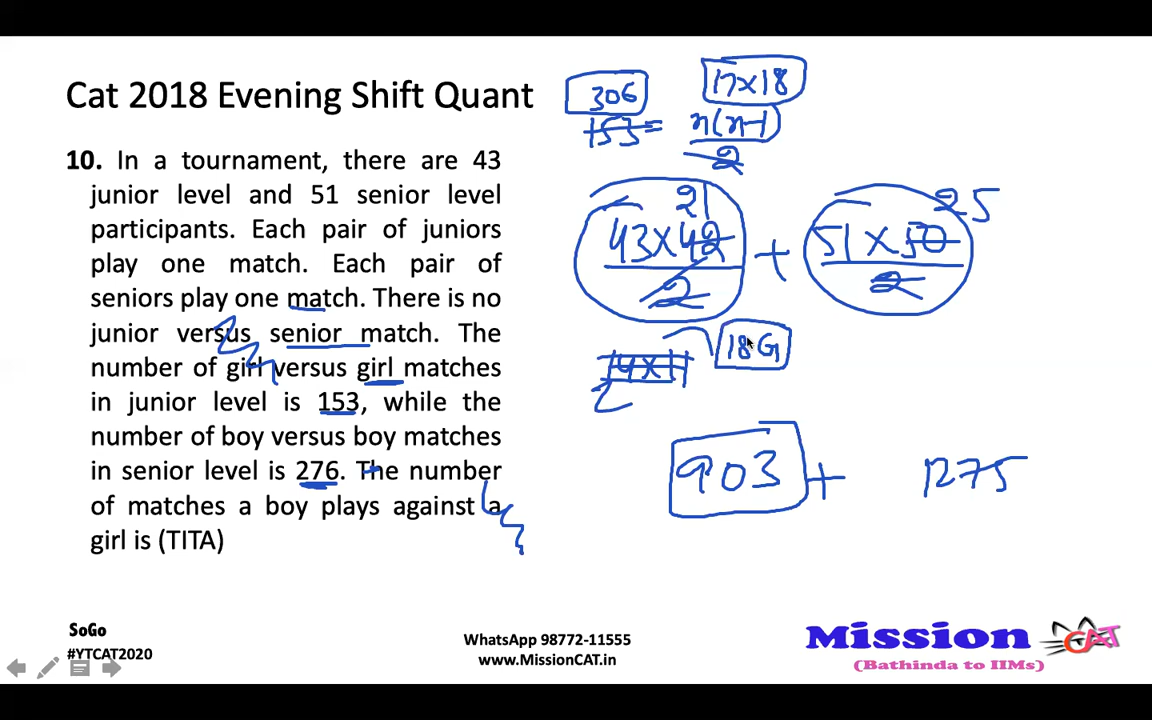 Cat 2018 Evening Shift Quant
10. In a tournament, there are 43
junior level and 51 senior level
participants. Each pair of juniors
play one match. Each pair of
seniors play one match. There is no
junior versus senior match. The
number of girl versus girl matches
in junior level is 153, while the
number of boy versus boy matches
in senior level is 276. The number
of matches a boy plays against a
girl is (TITA)
306
17×18
153 =
n(n-1)
2
21
43×42
2
+
25
51×50
2
18G
903 + 1275
SoGo
#YTCAT2020
WhatsApp 98772-11555
www.MissionCAT.in
Mission
CAT
(Bathinda to IIMs)